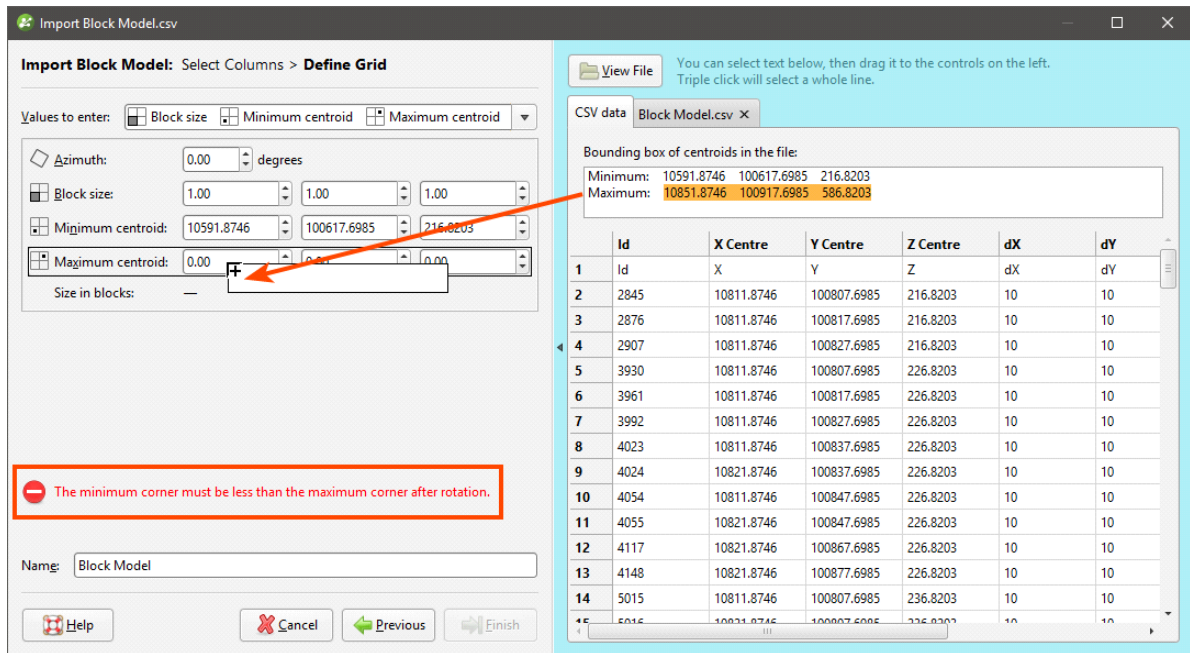 Import Block Model.csv
Import Block Model: Select Columns > Define Grid
Values to enter: Block size Minimum centroid Maximum centroid
Azimuth: 0.00 degrees
Block size: 1.00 1.00 1.00
Minimum centroid: 10591.8746 100617.6985 216.8203
Maximum centroid: 0.00 0.00 0.00
Size in blocks: —
The minimum corner must be less than the maximum corner after rotation.
Name: Block Model
Help Cancel Previous Finish
View File
You can select text below, then drag it to the controls on the left.
Triple click will select a whole line.
CSV data Block Model.csv
Bounding box of centroids in the file:
Minimum: 10591.8746 100617.6985 216.8203
Maximum: 10851.8746 100917.6985 586.8203
Id X Centre Y Centre Z Centre dX dY
1 Id X Y Z dX dY
2 2845 10811.8746 100807.6985 216.8203 10 10
3 2876 10811.8746 100817.6985 216.8203 10 10
4 2907 10811.8746 100827.6985 216.8203 10 10
5 3930 10811.8746 100807.6985 226.8203 10 10
6 3961 10811.8746 100817.6985 226.8203 10 10
7 3992 10811.8746 100827.6985 226.8203 10 10
8 4023 10811.8746 100837.6985 226.8203 10 10
9 4024 10821.8746 100837.6985 226.8203 10 10
10 4054 10811.8746 100847.6985 226.8203 10 10
11 4055 10821.8746 100847.6985 226.8203 10 10
12 4117 10821.8746 100867.6985 226.8203 10 10
13 4148 10821.8746 100877.6985 226.8203 10 10
14 5015 10811.8746 100807.6985 236.8203 10 10